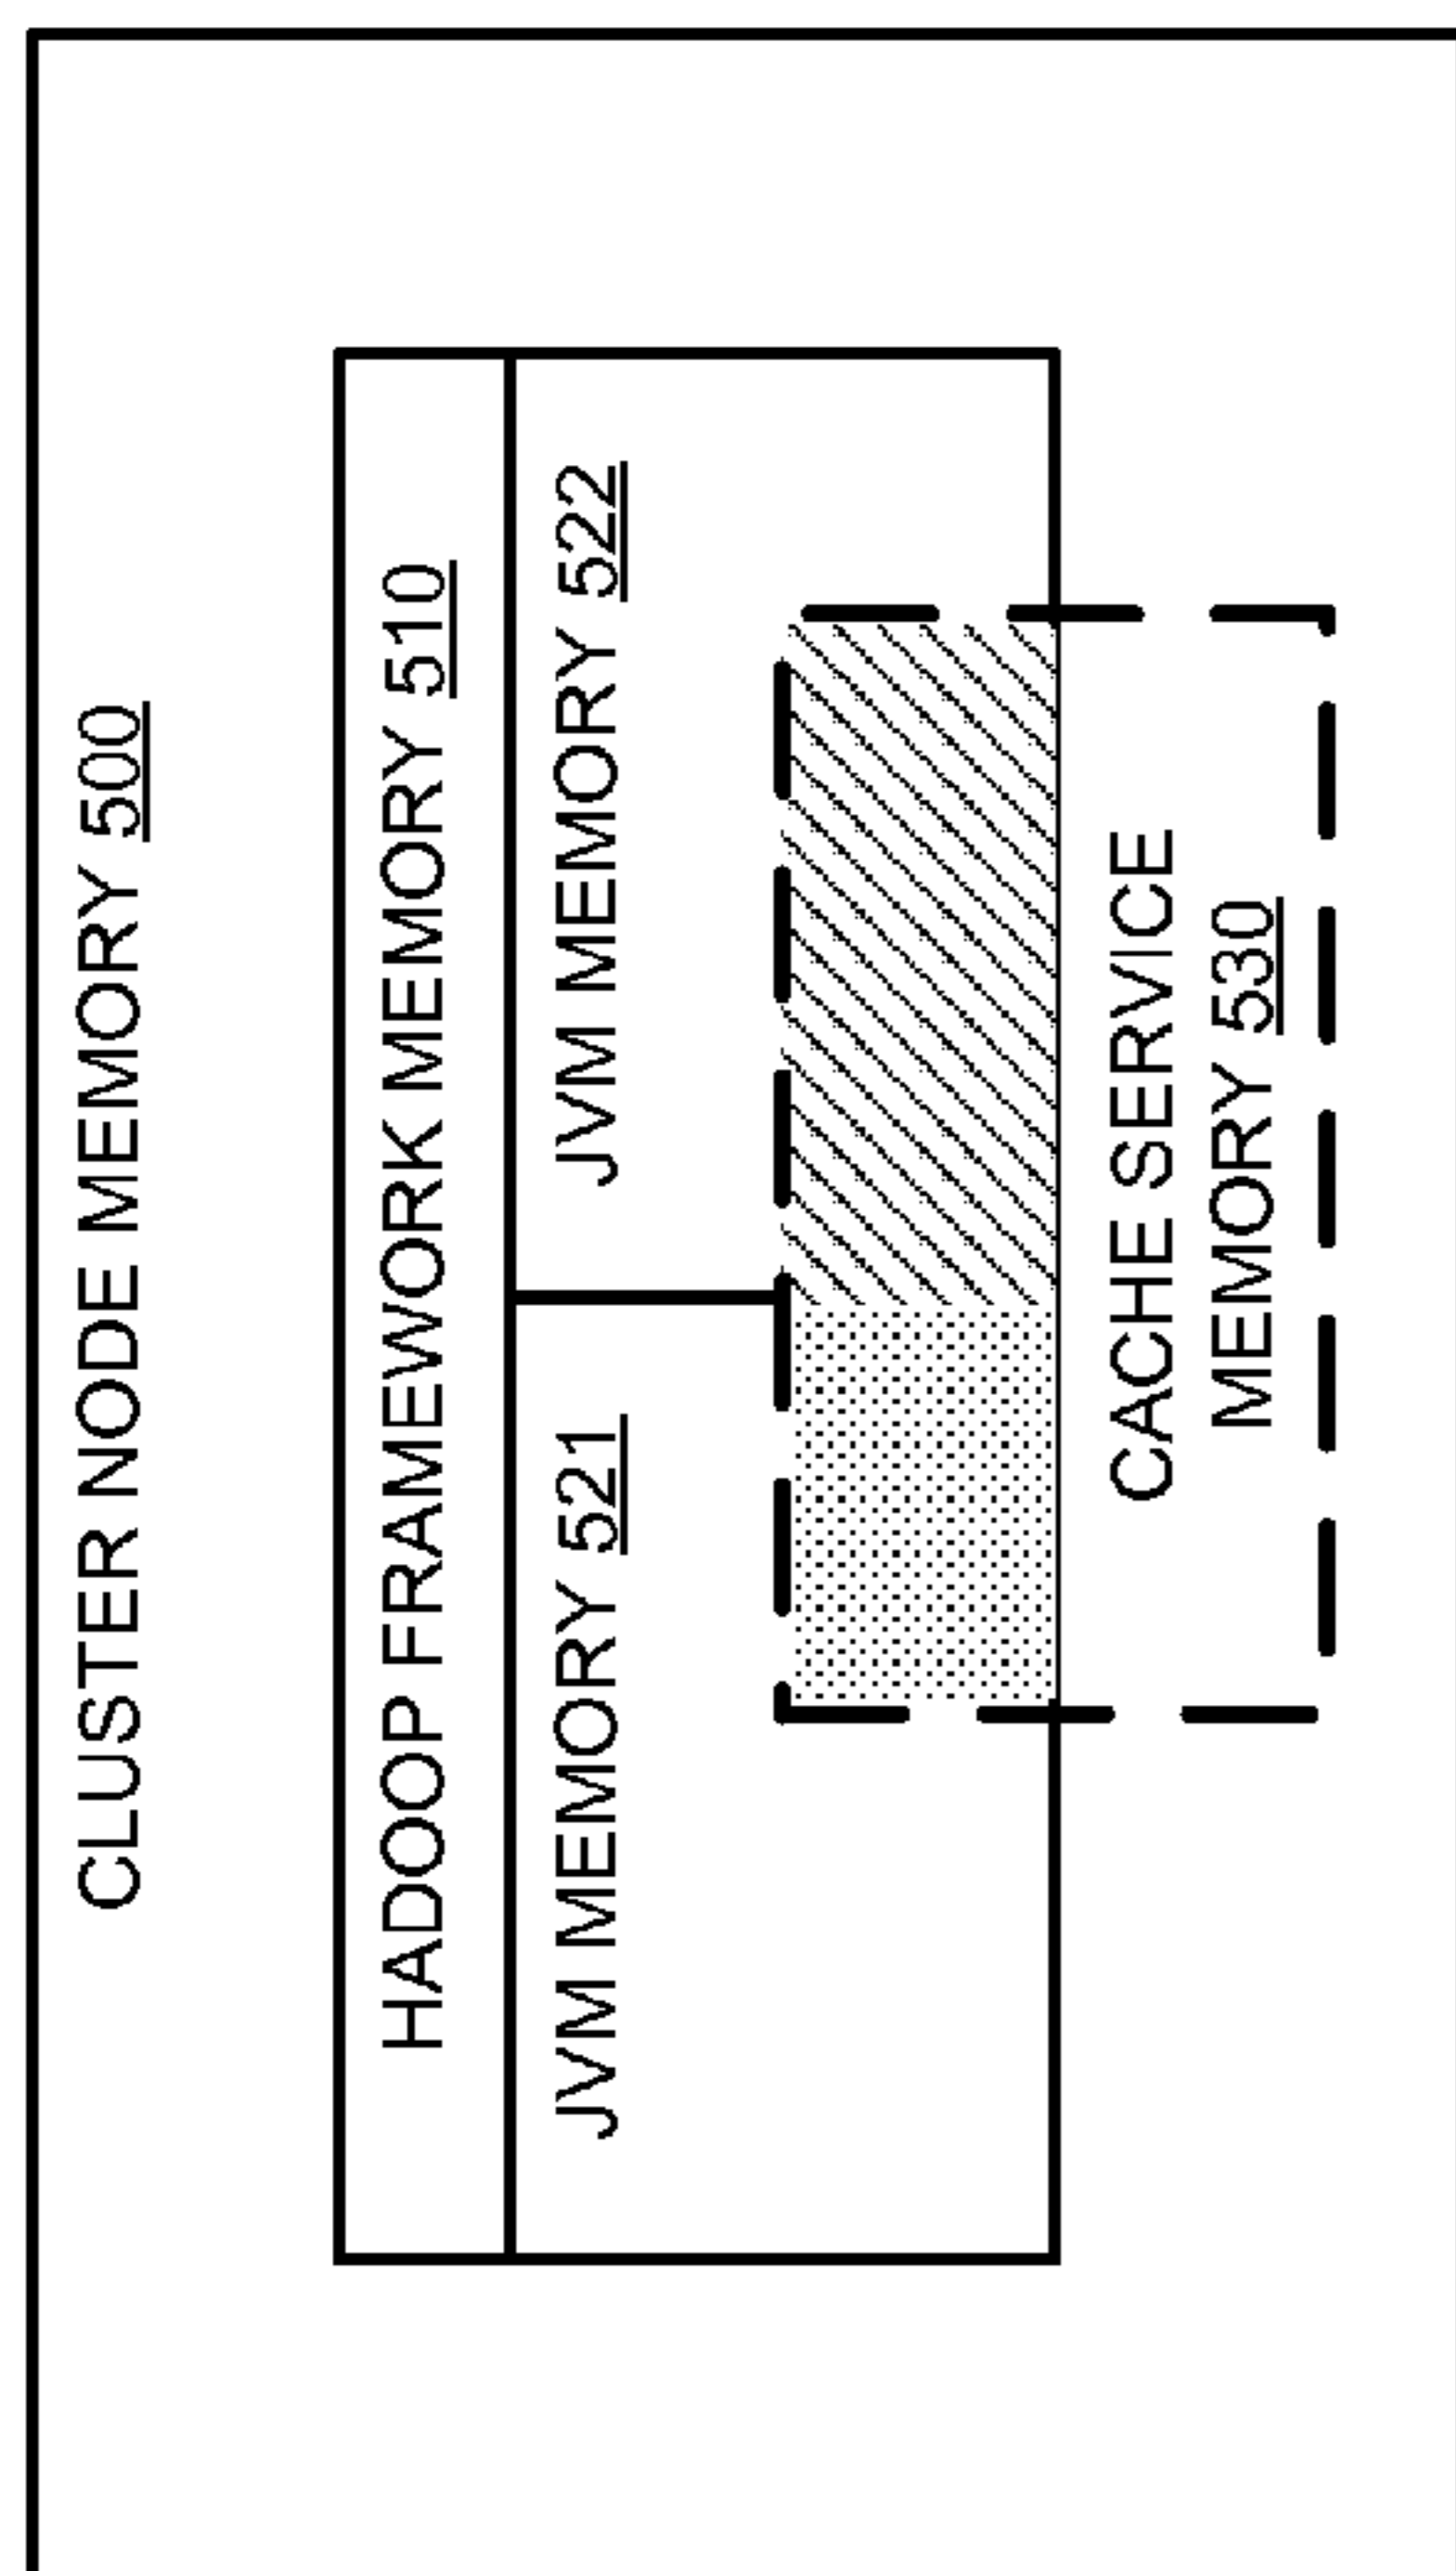 CLUSTER NODE MEMORY 500
HADOOP FRAMEWORK MEMORY 510
JVM MEMORY 521
JVM MEMORY 522
CACHE SERVICE
MEMORY 530